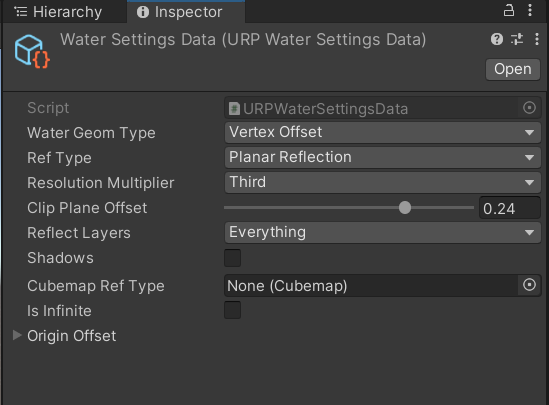 Hierarchy Inspector
Water Settings Data (URP Water Settings Data)
Open
Script URPWaterSettingsData
Water Geom Type Vertex Offset
Ref Type Planar Reflection
Resolution Multiplier Third
Clip Plane Offset 0.24
Reflect Layers Everything
Shadows
Cubemap Ref Type None (Cubemap)
Is Infinite
Origin Offset